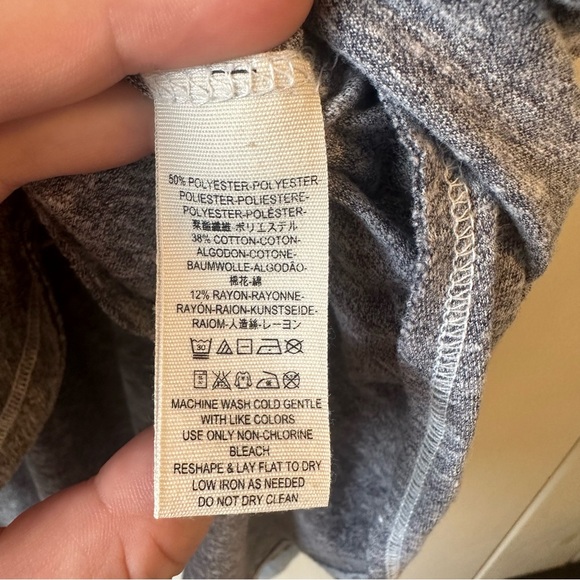 50% POLYESTER-POLYESTER
POLIESTER-POLIESTERE-
POLYESTER-POLÉSTER-
聚酯纖維-ポリエステル
38% COTTON-COTON-
ALGODON-COTONE-
BAUMWOLLE-ALGODÃO-
棉花-綿
12% RAYON-RAYONNE-
RAYON-RAION-KUNSTSEIDE-
RAIOM-人造絲-レーヨン
30
MACHINE WASH COLD GENTLE
WITH LIKE COLORS
USE ONLY NON-CHLORINE
BLEACH
RESHAPE & LAY FLAT TO DRY
LOW IRON AS NEEDED
DO NOT DRY CLEAN